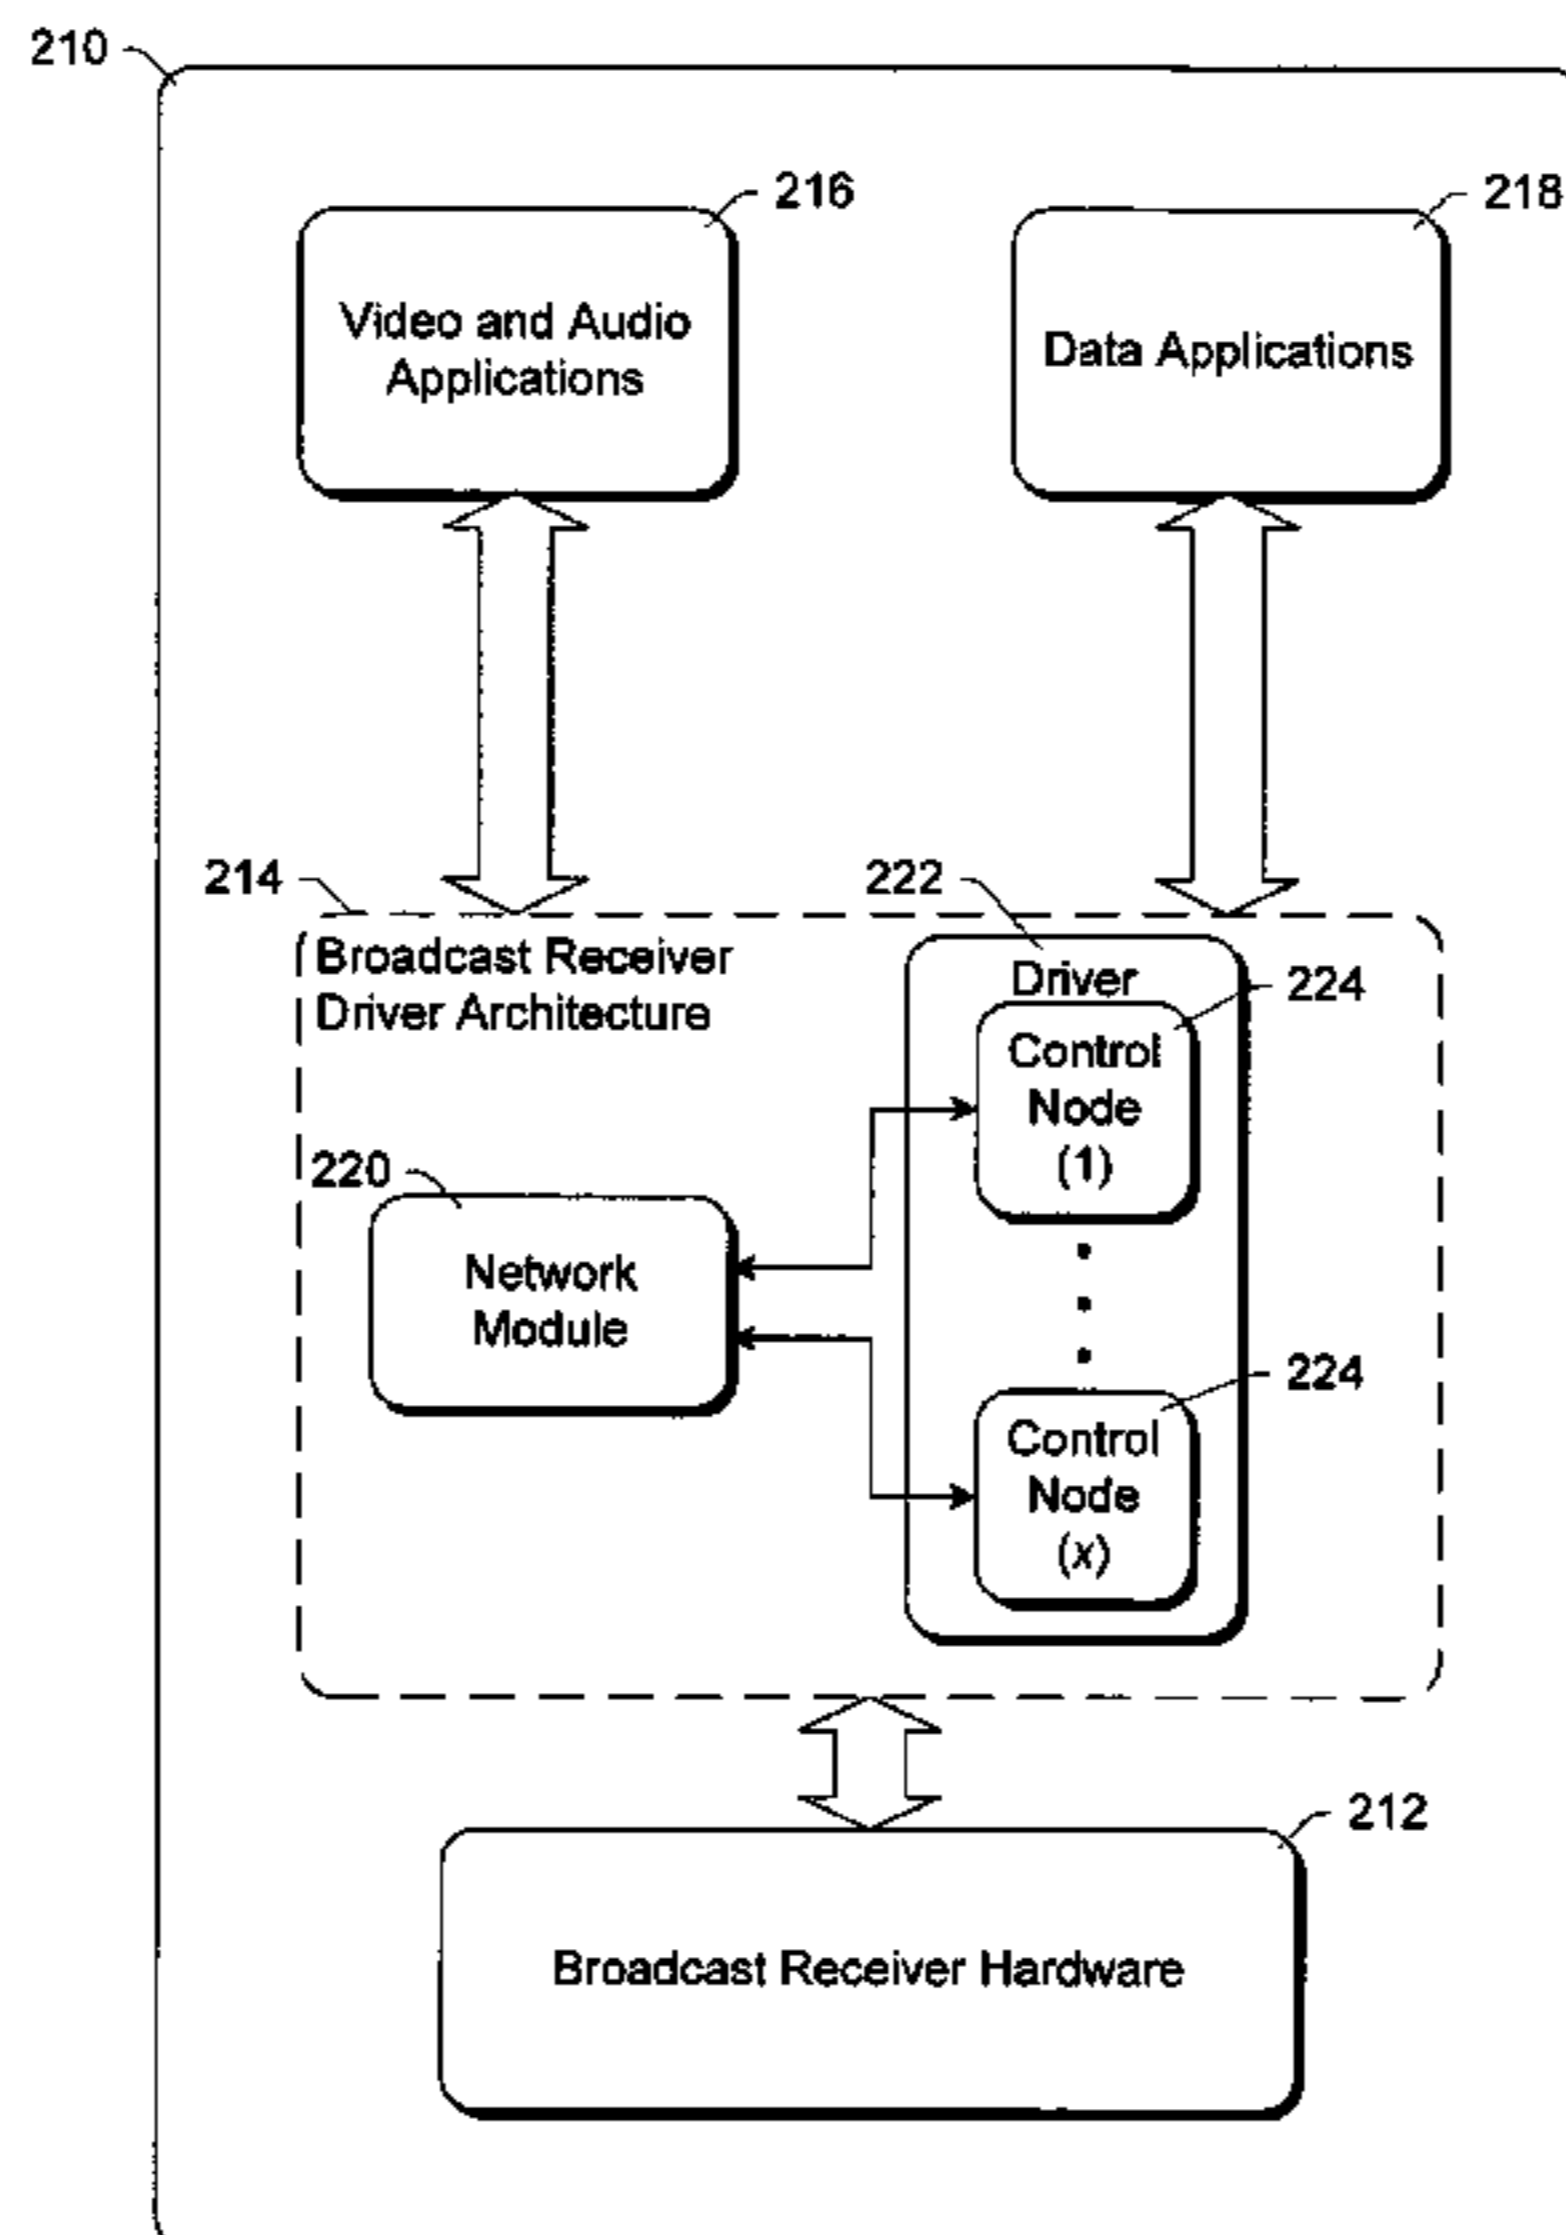 210
216
218
Video and Audio
Applications
Data Applications
214
222
Broadcast Receiver
Driver Architecture
Driver
224
Control
Node
(1)
220
Network
Module
224
Control
Node
(x)
212
Broadcast Receiver Hardware